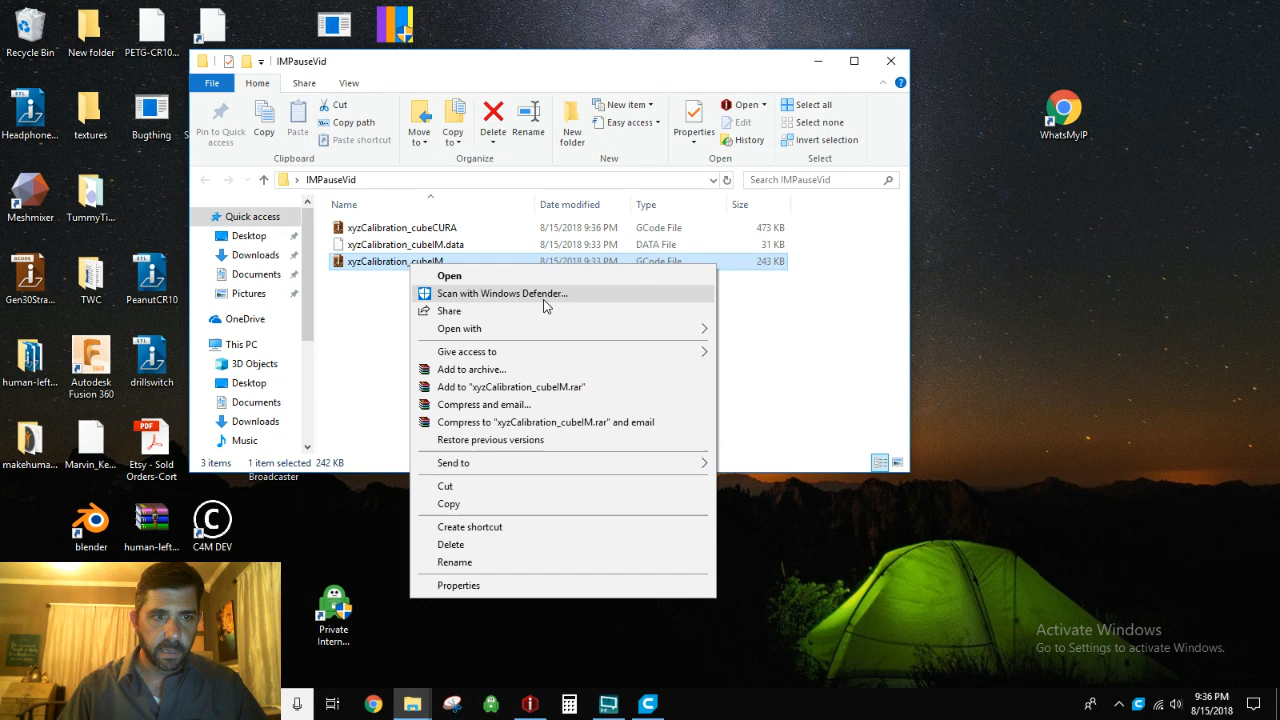 Recycle Bin
New folder
PETG-CR10...
IMPauseVid
File
Home
Share
View
Pin to Quick access
Copy
Paste
Cut
Copy path
Paste shortcut
Clipboard
Move to
Copy to
Delete
Rename
Organize
New folder
New item
Easy access
New
Properties
Open
Edit
History
Open
Select all
Select none
Invert selection
Select
IMPauseVid
Search IMPauseVid
Name
Date modified
Type
Size
xyzCalibration_cubeCURA 8/15/2018 9:36 PM GCode File 473 KB
xyzCalibration_cubeIM.data 8/15/2018 9:33 PM DATA File 31 KB
xyzCalibration_cubeIM 8/15/2018 9:33 PM GCode File 243 KB
Quick access
Desktop
Downloads
Documents
Pictures
OneDrive
This PC
3D Objects
Desktop
Documents
Downloads
Music
3 items 1 item selected 242 KB
Open
Scan with Windows Defender...
Share
Open with
Give access to
Add to archive...
Add to "xyzCalibration_cubeIM.rar"
Compress and email...
Compress to "xyzCalibration_cubeIM.rar" and email
Restore previous versions
Send to
Cut
Copy
Create shortcut
Delete
Rename
Properties
Headphone...
textures
Bugthing
Meshmixer
TummyTi...
Gen30Stra...
TWC
PeanutCR10
human-left...
Autodesk Fusion 360
drillswitch
makehuma...
Marvin_Ke...
Etsy - Sold Orders-Cort
Broadcaster
blender
human-left...
C4M DEV
Private Intern...
WhatsMyIP
Activate Windows
Go to Settings to activate Windows.
9:36 PM
8/15/2018